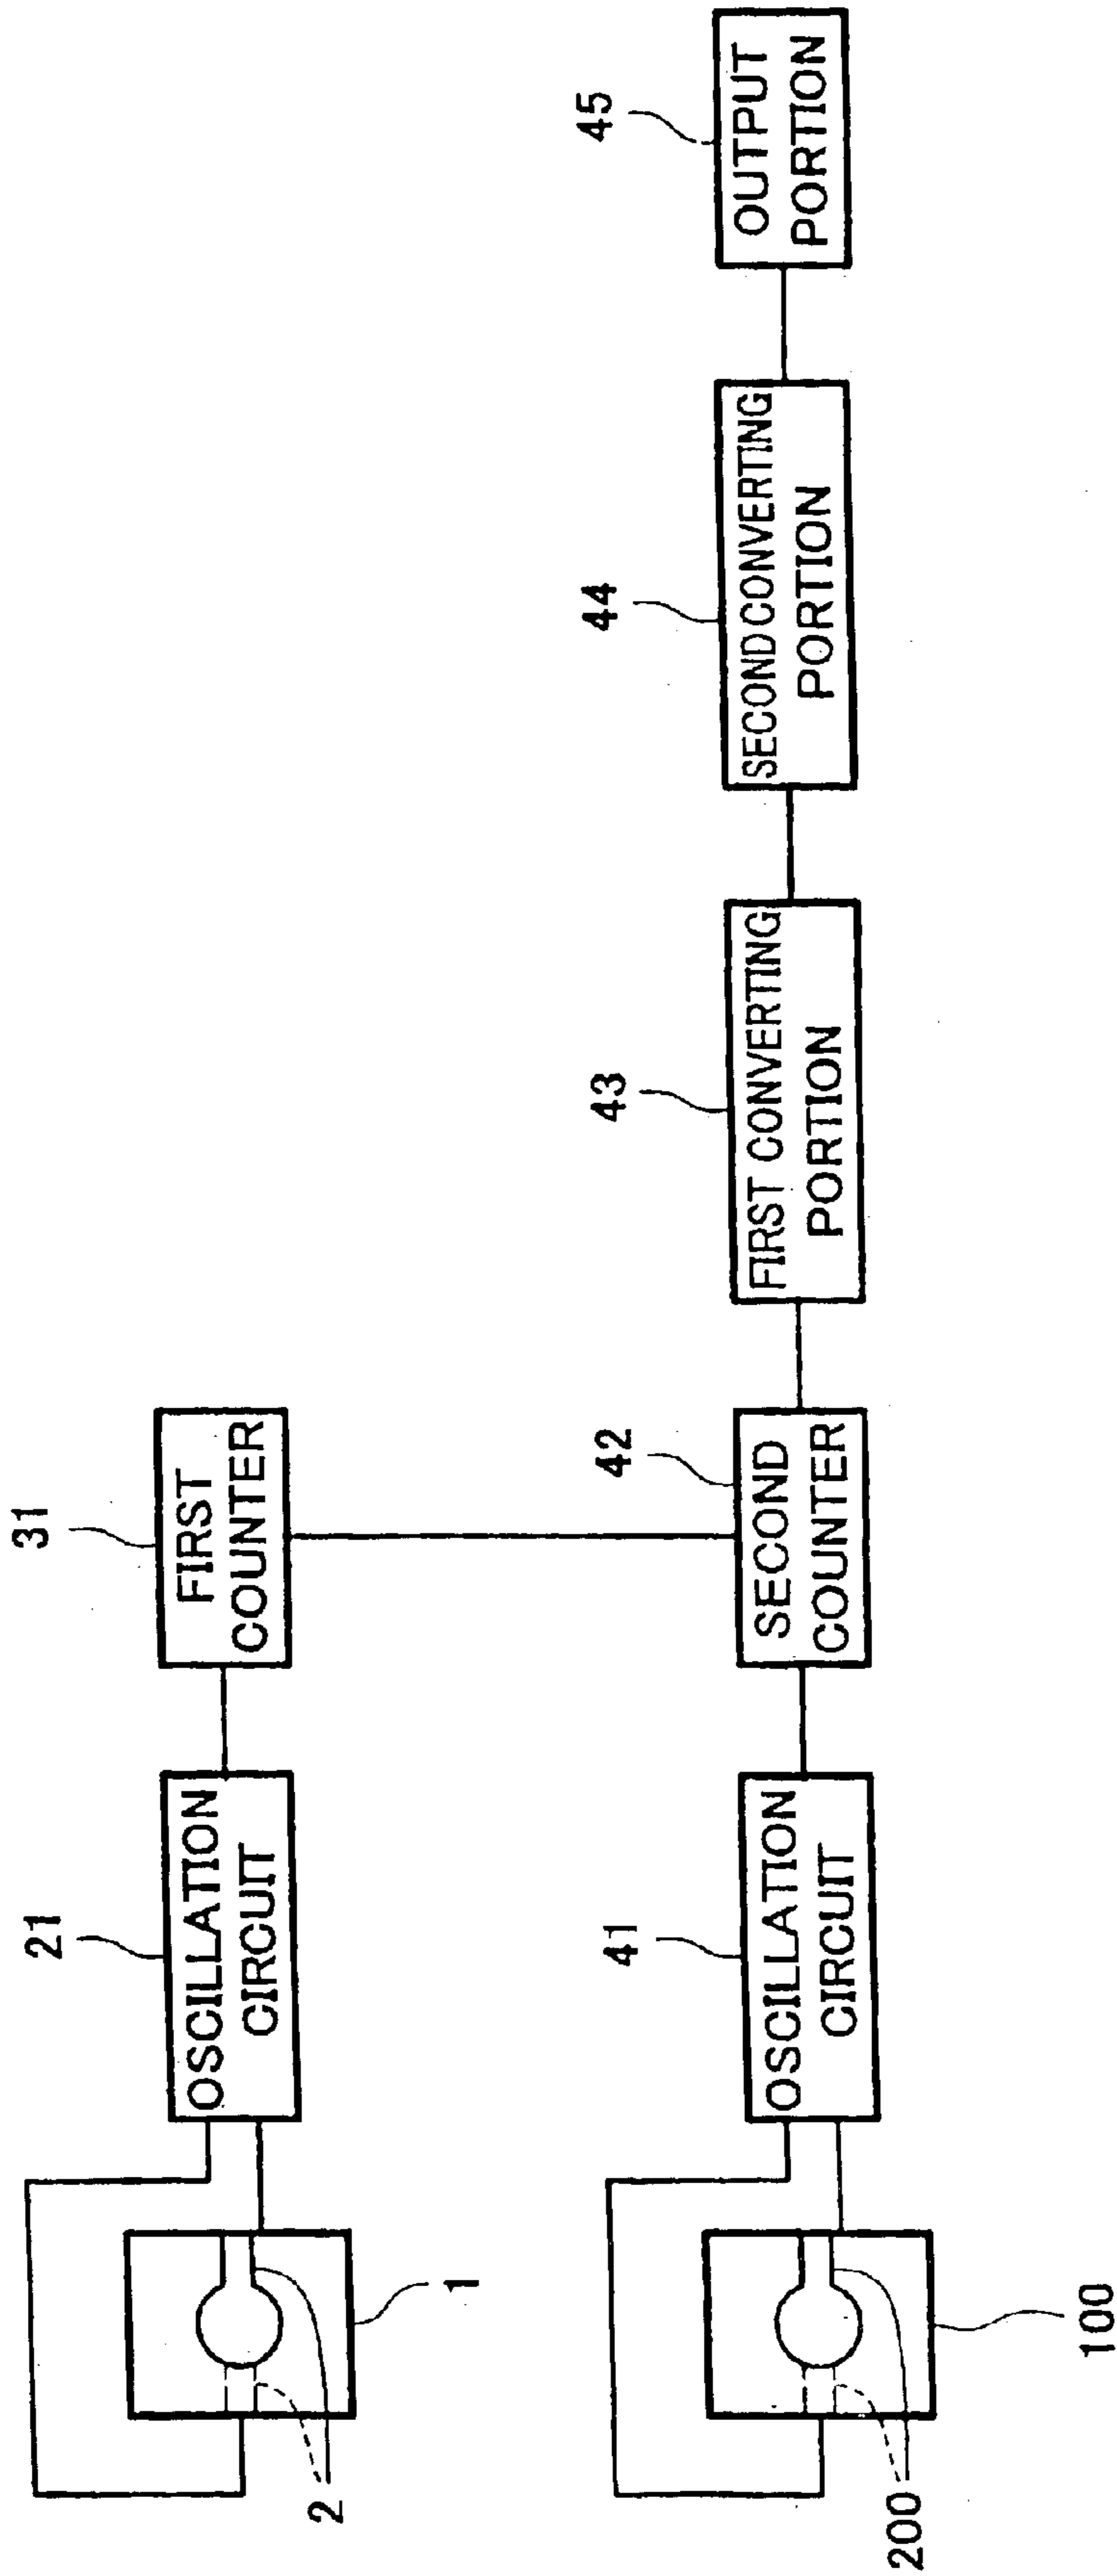 31
21
FIRST
COUNTER
OSCILLATION
CIRCUIT
1
2
45
44
43
42
41
OUTPUT
PORTION
SECOND CONVERTING
PORTION
FIRST CONVERTING
PORTION
SECOND
COUNTER
OSCILLATION
CIRCUIT
100
200